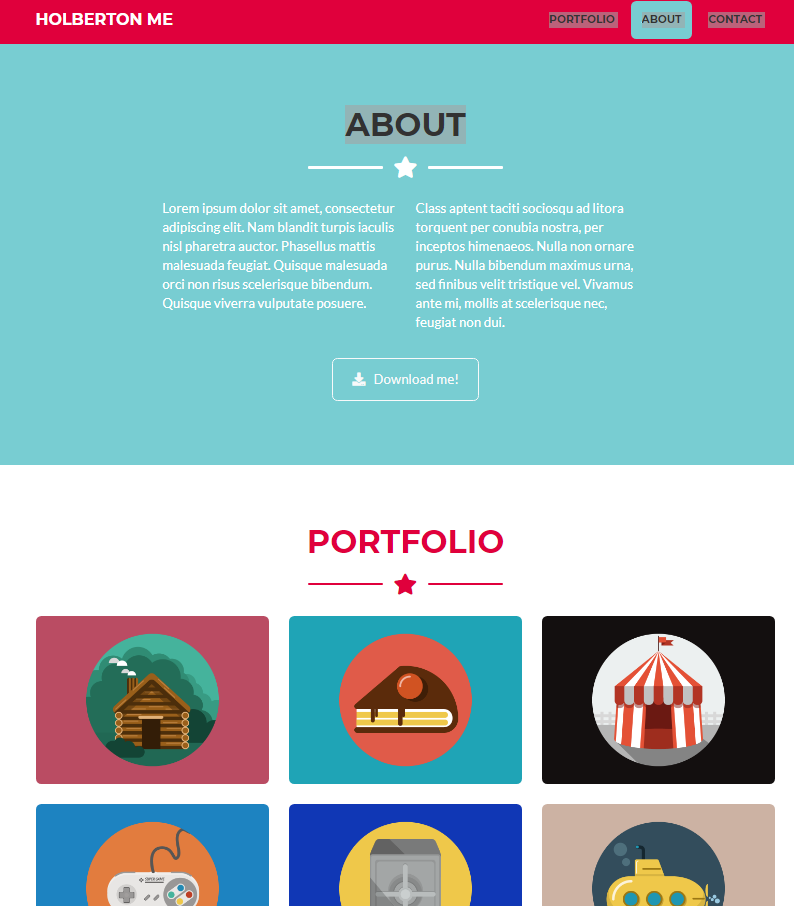 HOLBERTON ME
PORTFOLIO ABOUT CONTACT
ABOUT
Lorem ipsum dolor sit amet, consectetur
adipiscing elit. Nam blandit turpis iaculis
nisl pharetra auctor. Phasellus mattis
malesuada feugiat. Quisque malesuada
orci non risus scelerisque bibendum.
Quisque viverra vulputate posuere.
Class aptent taciti sociosqu ad litora
torquent per conubia nostra, per
inceptos himenaeos. Nulla non ornare
purus. Nulla bibendum maximus urna,
sed finibus velit tristique vel. Vivamus
ante mi, mollis at scelerisque nec,
feugiat non dui.
Download me!
PORTFOLIO